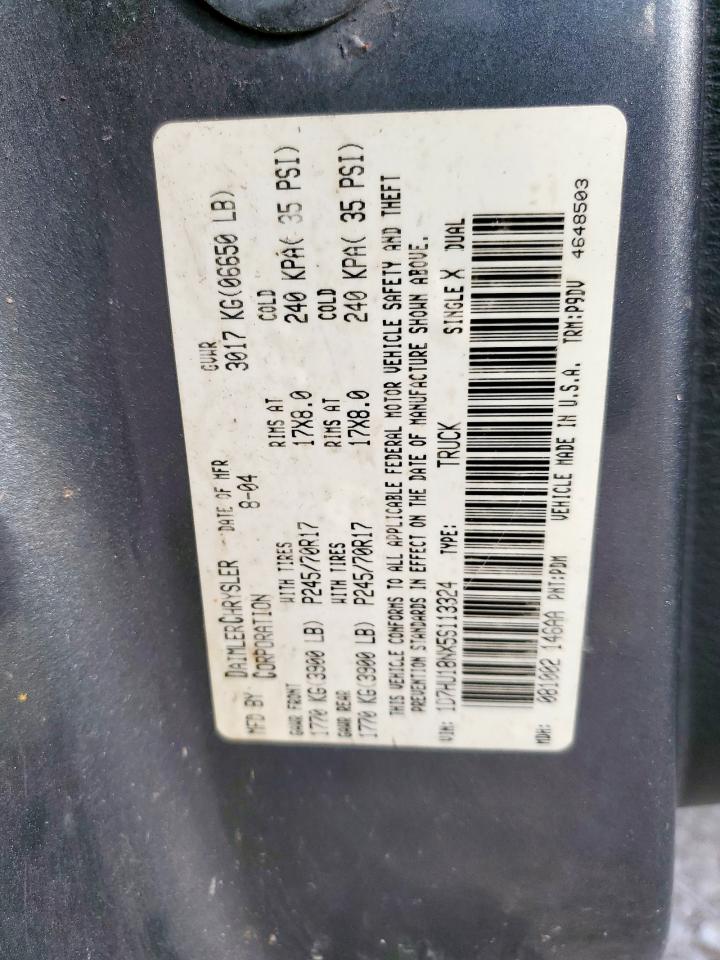 MFD BY DAIMLERCHRYSLER CORPORATION
DATE OF MFR
8-04
GVWR
3017 KG(06650 LB)
GAWR FRONT WITH TIRES RIMS AT COLD
1770 KG(3900 LB) P245/70R17 17X8.0 240 KPA( 35 PSI)
GAWR REAR WITH TIRES RIMS AT COLD
1770 KG(3900 LB) P245/70R17 17X8.0 240 KPA( 35 PSI)
THIS VEHICLE CONFORMS TO ALL APPLICABLE FEDERAL MOTOR VEHICLE SAFETY AND THEFT
PREVENTION STANDARDS IN EFFECT ON THE DATE OF MANUFACTURE SHOWN ABOVE.
VIN: 1D7HU18NX5S113324 TYPE: TRUCK SINGLE X DUAL
MDH: 081002 146AA PNT:PDM VEHICLE MADE IN U.S.A. TRM:P9DV 4648503